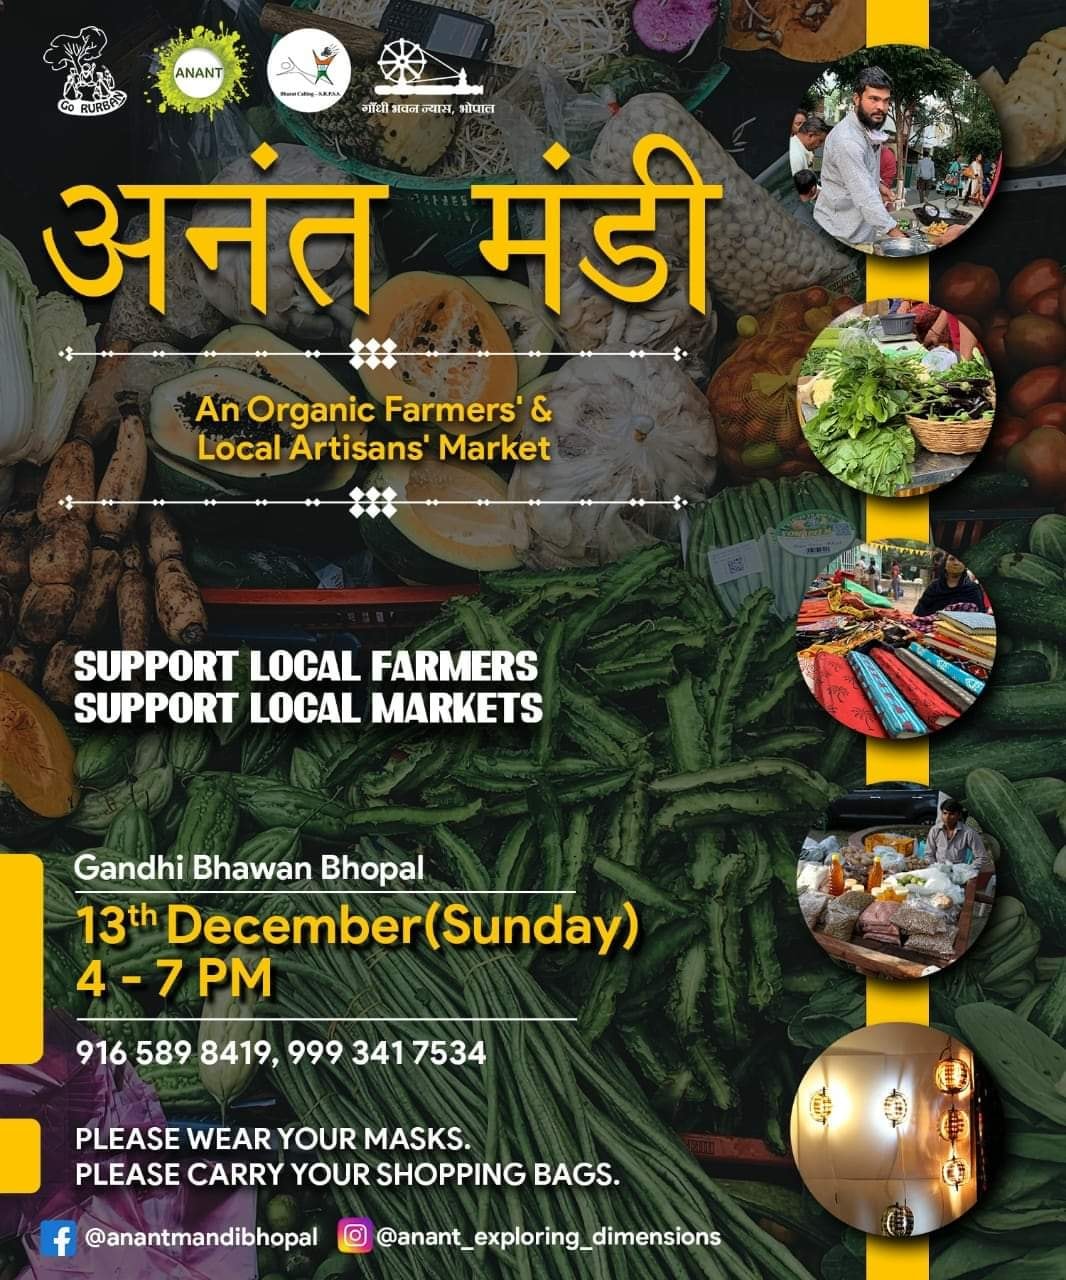 GO RURBAN
ANANT
Bharat Calling - S.R.P.S.S.
गाँधी भवन न्यास, भोपाल
अनंत मंडी
An Organic Farmers' &
Local Artisans' Market
SUPPORT LOCAL FARMERS
SUPPORT LOCAL MARKETS
Gandhi Bhawan Bhopal
13th December(Sunday)
4 - 7 PM
916 589 8419, 999 341 7534
PLEASE WEAR YOUR MASKS.
PLEASE CARRY YOUR SHOPPING BAGS.
@anantmandibhopal @anant_exploring_dimensions